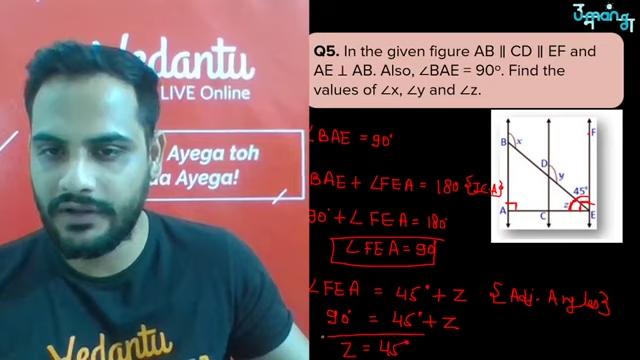 उमंग
Vedantu
LIVE Online
Ayega toh
a Ayega!
Vedantu
Q5. In the given figure AB ∥ CD ∥ EF and
AE ⊥ AB. Also, ∠BAE = 90°. Find the
values of ∠x, ∠y and ∠z.
∠BAE = 90°
BAE + ∠FEA = 180 {I.C.A}
90° + ∠FEA = 180°
∠FEA = 90
∠FEA = 45° + Z {Adj. Angles}
90° = 45° + Z
Z = 45°
B x F
D y
45°
z
A C E